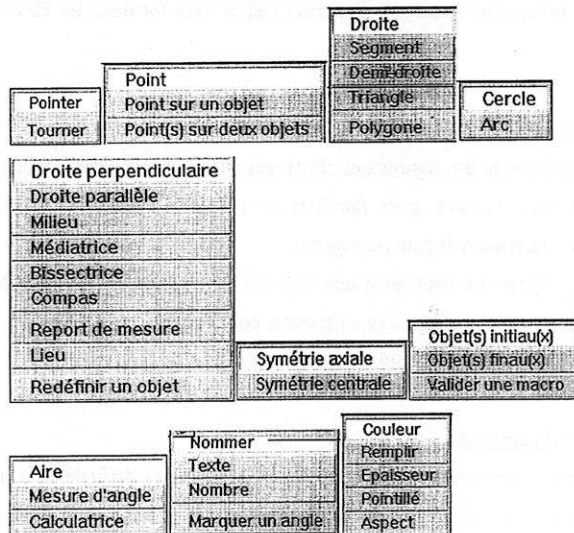 Droite
Segment
Demi-droite
Triangle
Polygone
Point
Point sur un objet
Point(s) sur deux objets
Pointer
Tourner
Cercle
Arc
Droite perpendiculaire
Droite parallèle
Milieu
Médiatrice
Bissectrice
Compas
Report de mesure
Lieu
Redéfinir un objet
Symétrie axiale
Symétrie centrale
Objet(s) initiau(x)
Objet(s) finau(x)
Valider une macro
Aire
Mesure d'angle
Calculatrice
Nommer
Texte
Nombre
Marquer un angle
Couleur
Remplir
Epaisseur
Pointillé
Aspect